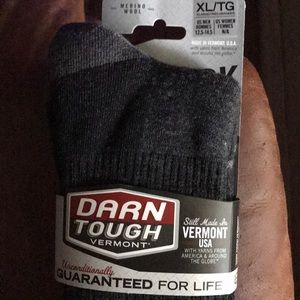 MERINO
WOOL
XL/TG
US MEN
HOMMES
12.5-14.5
US WOMEN
FEMMES
N/A
MADE IN VERMONT, U.S.A.
DARN
TOUGH
VERMONT
Still Made In
VERMONT
USA
WITH YARNS FROM
AMERICA & AROUND
THE GLOBE
Unconditionally
GUARANTEED FOR LIFE